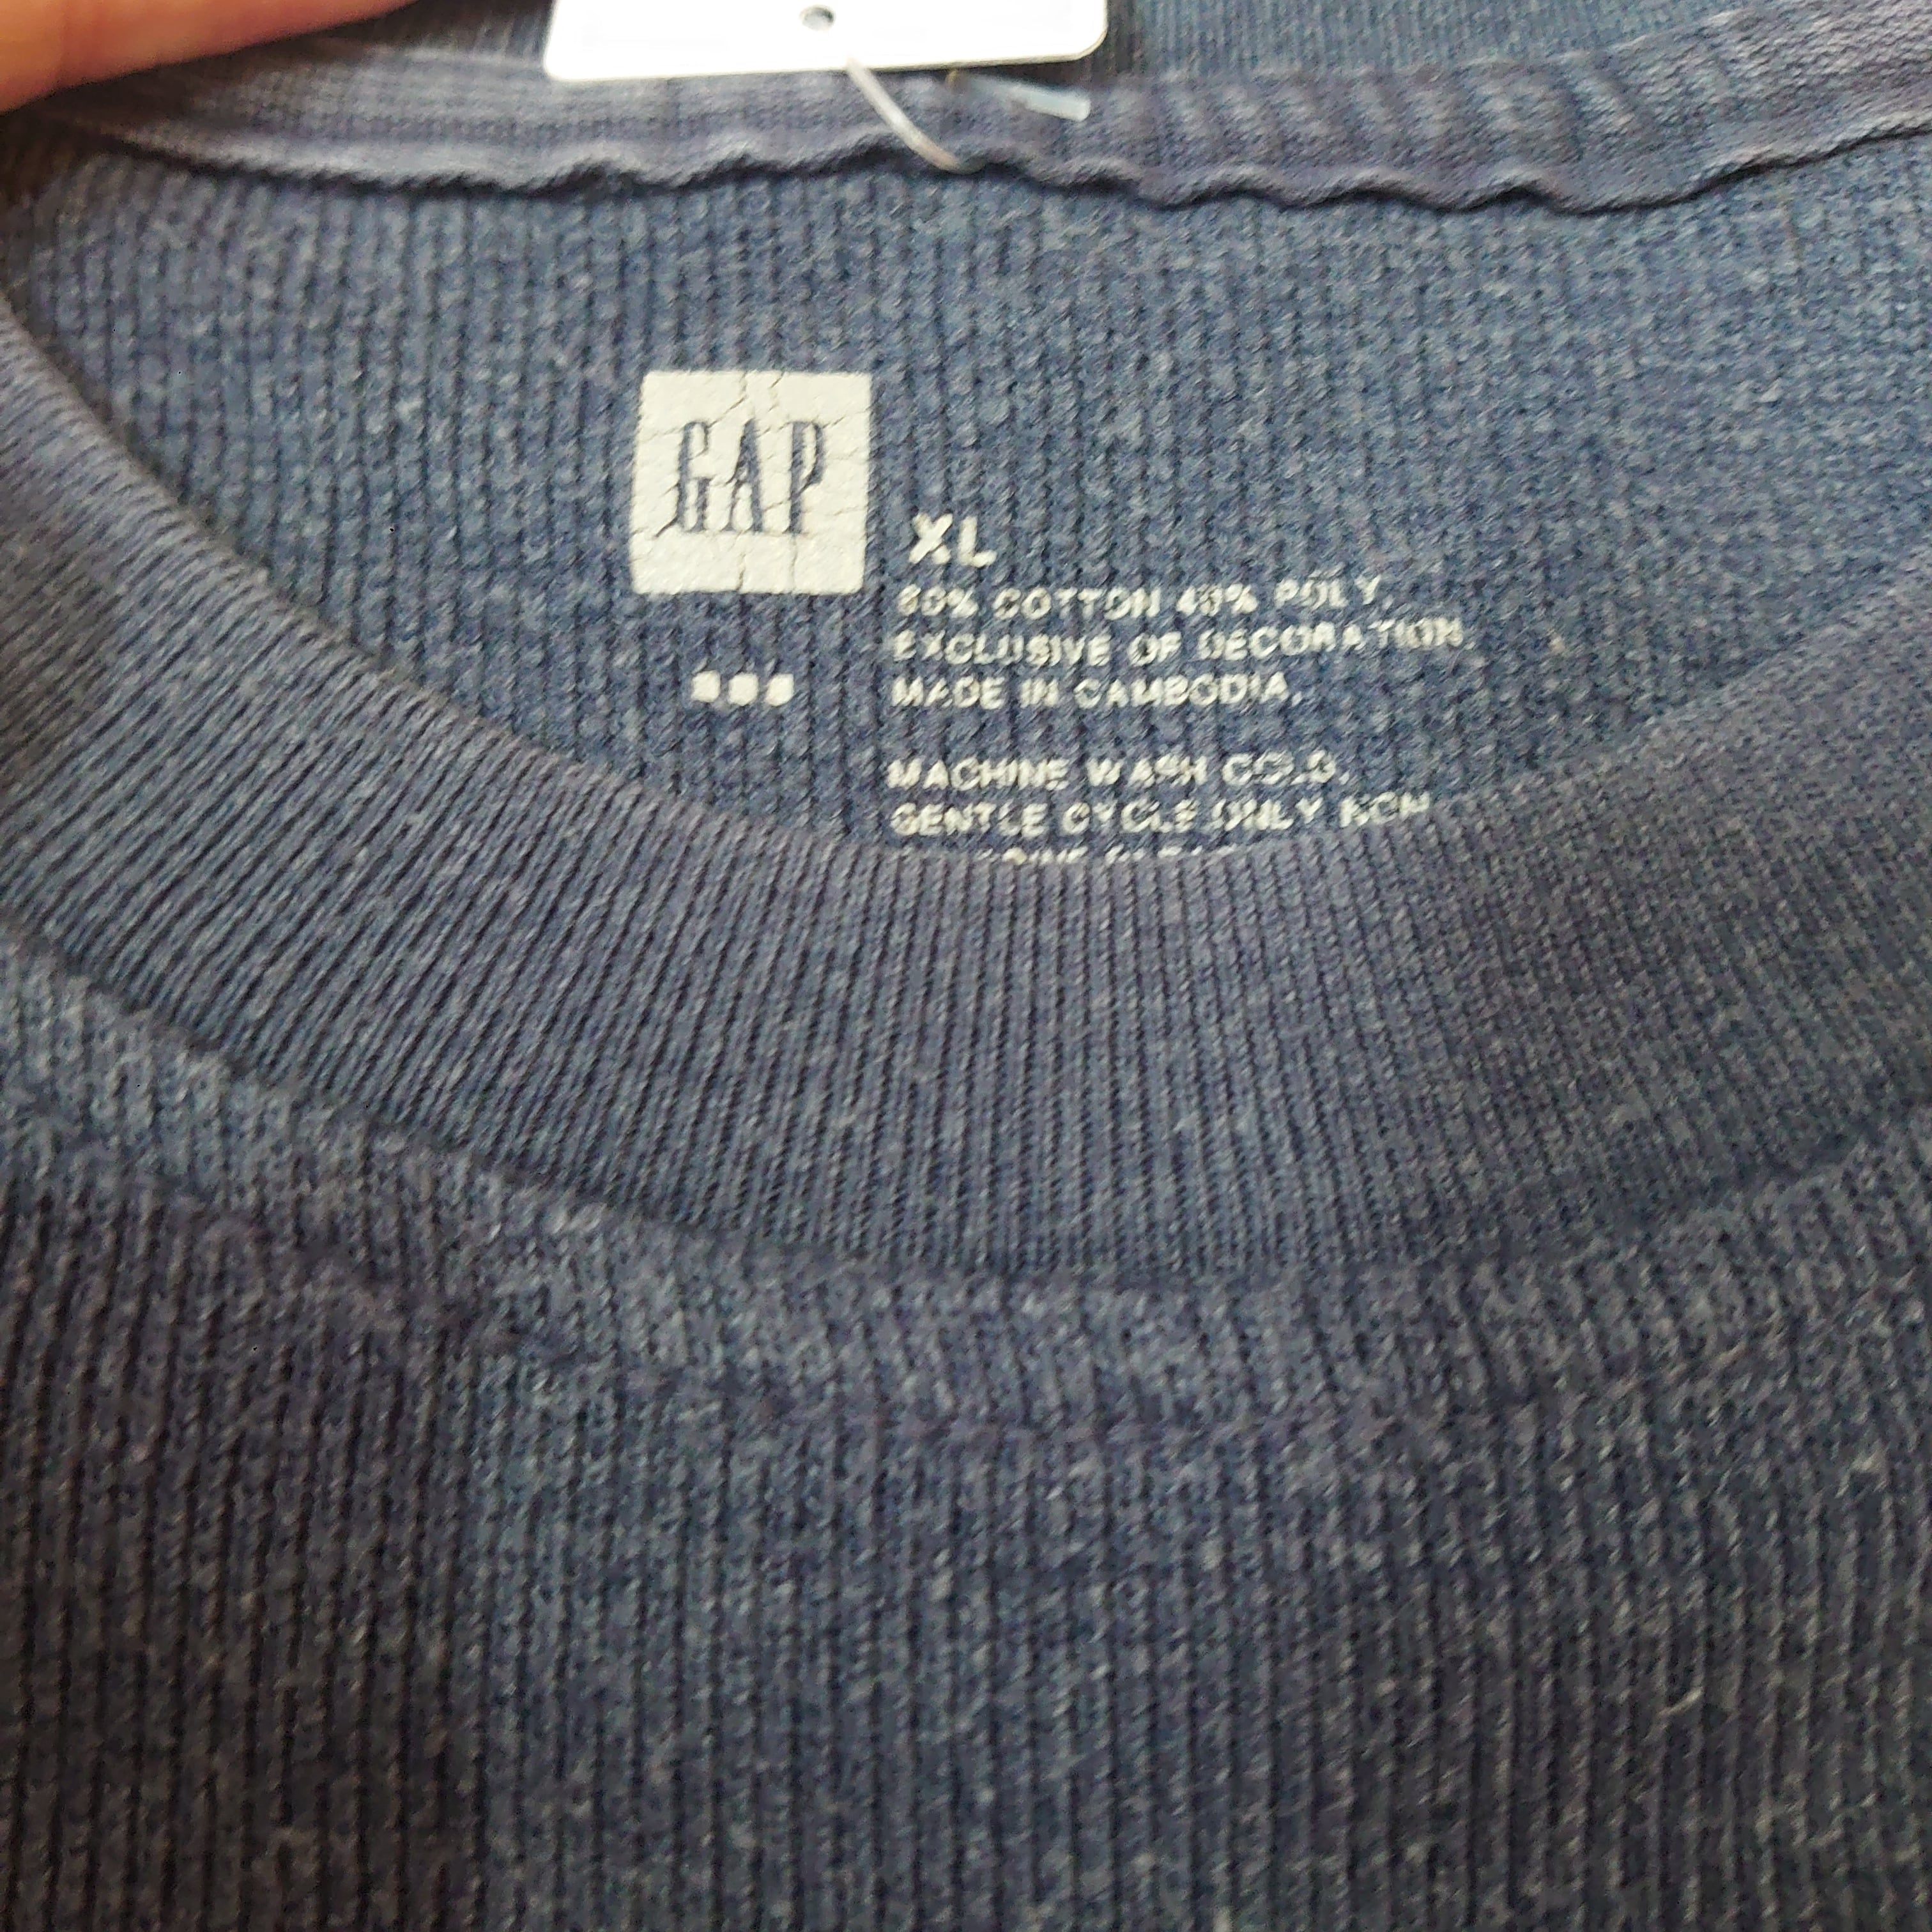 GAP
XL
60% COTTON 40% POLY.
EXCLUSIVE OF DECORATION
MADE IN CAMBODIA.
MACHINE WASH COLD.
GENTLE CYCLE ONLY NON